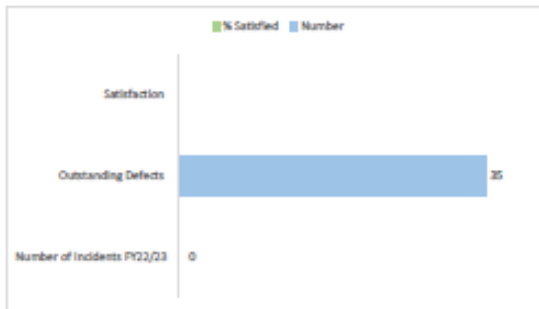 % Satisfied Number
Satisfaction
Outstanding Defects 35
Number of Incidents FY22/23 0